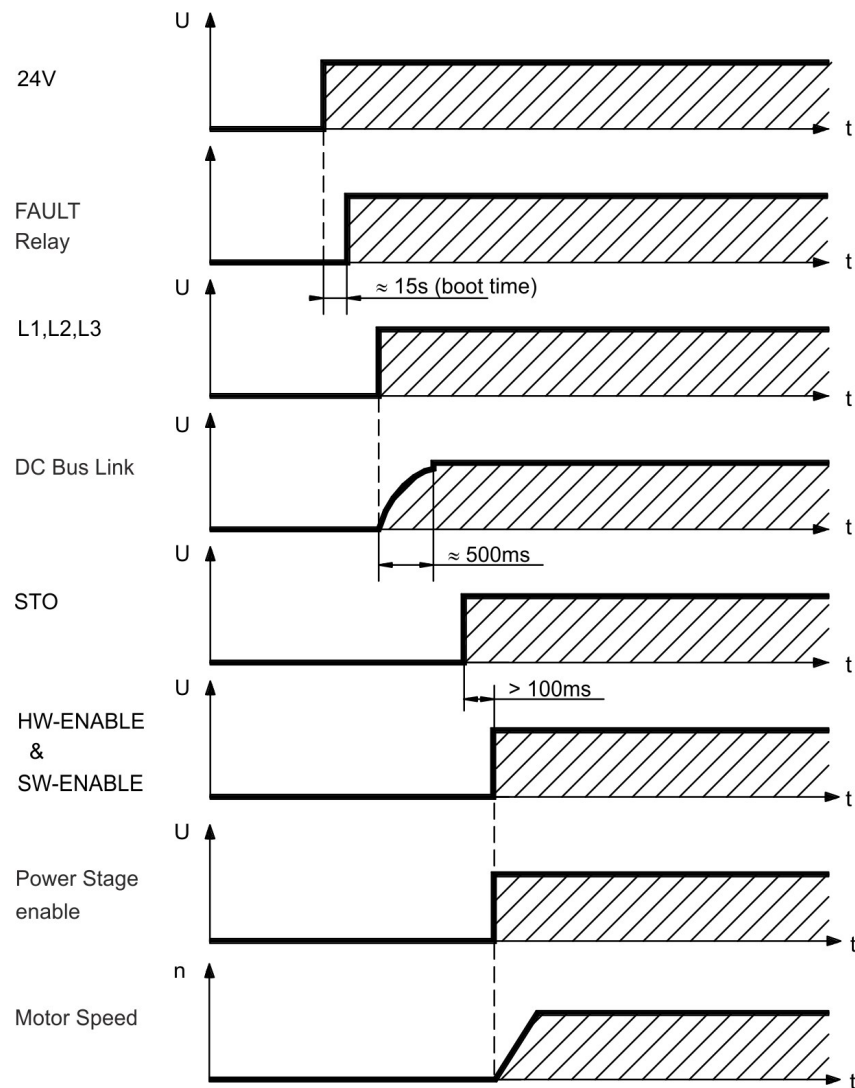 U
24V
t
FAULT
Relay
t
≈ 15s (boot time)
U
L1,L2,L3
t
U
DC Bus Link
t
≈ 500ms
U
STO
t
> 100ms
U
HW-ENABLE
&
SW-ENABLE
t
U
Power Stage
enable
t
n
Motor Speed
t